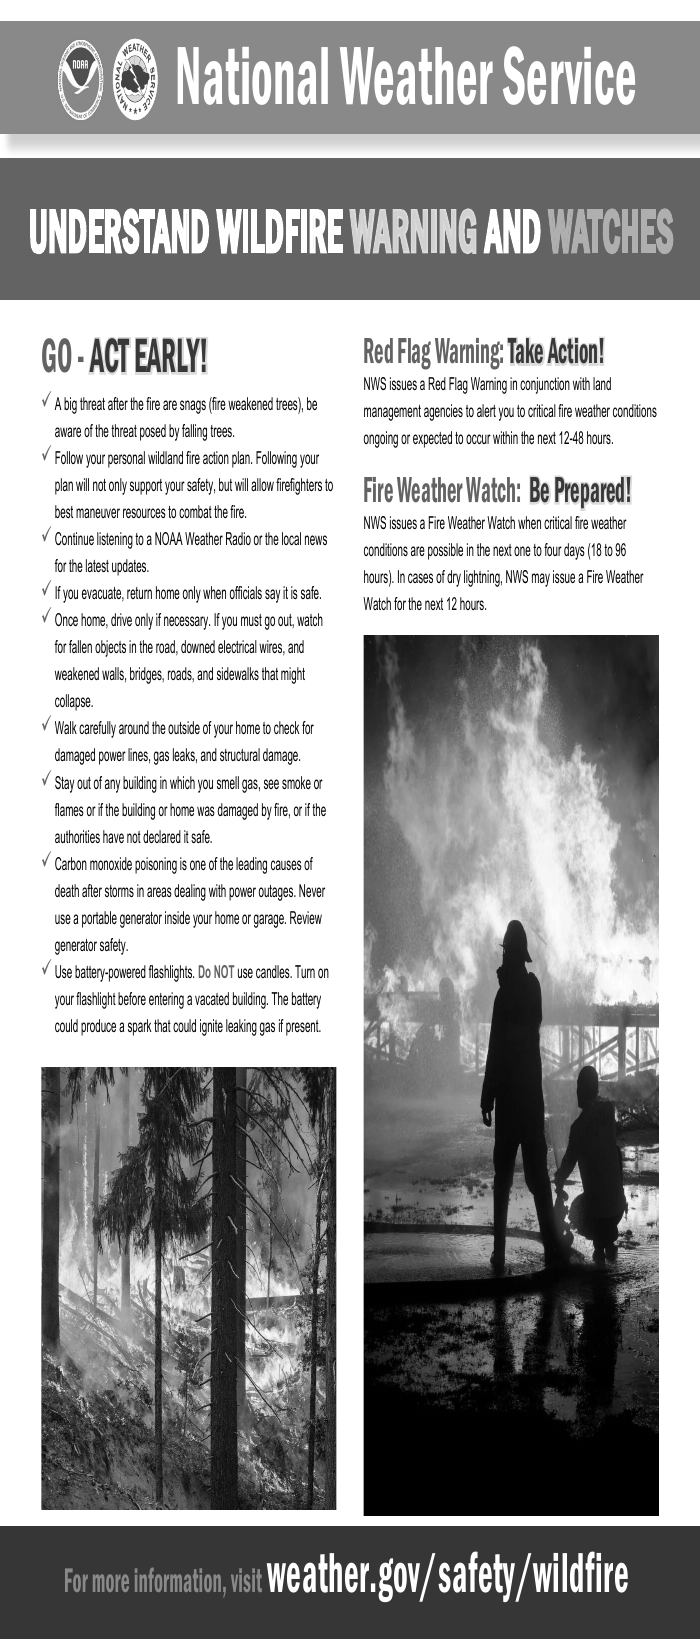 NOAA
NATIONAL WEATHER SERVICE
National Weather Service
UNDERSTAND WILDFIRE WARNING AND WATCHES
GO - ACT EARLY!
✓ A big threat after the fire are snags (fire weakened trees), be
aware of the threat posed by falling trees.
✓ Follow your personal wildland fire action plan. Following your
plan will not only support your safety, but will allow firefighters to
best maneuver resources to combat the fire.
✓ Continue listening to a NOAA Weather Radio or the local news
for the latest updates.
✓ If you evacuate, return home only when officials say it is safe.
✓ Once home, drive only if necessary. If you must go out, watch
for fallen objects in the road, downed electrical wires, and
weakened walls, bridges, roads, and sidewalks that might
collapse.
✓ Walk carefully around the outside of your home to check for
damaged power lines, gas leaks, and structural damage.
✓ Stay out of any building in which you smell gas, see smoke or
flames or if the building or home was damaged by fire, or if the
authorities have not declared it safe.
✓ Carbon monoxide poisoning is one of the leading causes of
death after storms in areas dealing with power outages. Never
use a portable generator inside your home or garage. Review
generator safety.
✓ Use battery-powered flashlights. Do NOT use candles. Turn on
your flashlight before entering a vacated building. The battery
could produce a spark that could ignite leaking gas if present.
Red Flag Warning: Take Action!
NWS issues a Red Flag Warning in conjunction with land
management agencies to alert you to critical fire weather conditions
ongoing or expected to occur within the next 12-48 hours.
Fire Weather Watch: Be Prepared!
NWS issues a Fire Weather Watch when critical fire weather
conditions are possible in the next one to four days (18 to 96
hours). In cases of dry lightning, NWS may issue a Fire Weather
Watch for the next 12 hours.
For more information, visit weather.gov/safety/wildfire